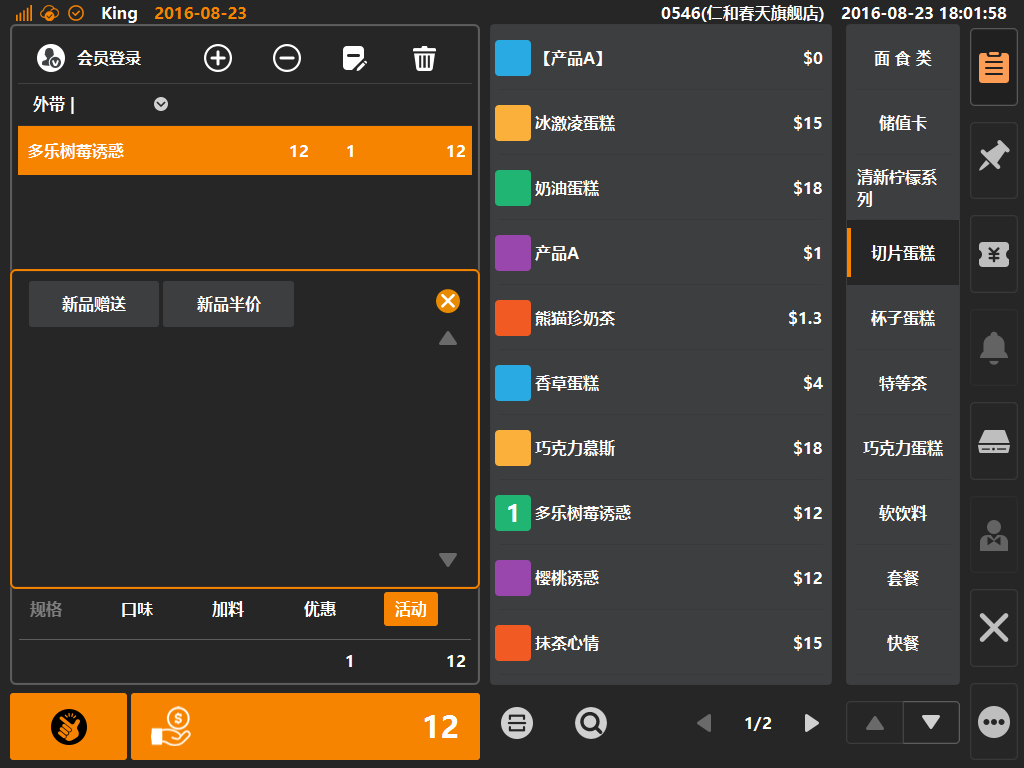 King 2016-08-23
0546(仁和春天旗舰店) 2016-08-23 18:01:58
会员登录
外带 |
多乐树莓诱惑 12 1 12
新品赠送 新品半价
规格 口味 加料 优惠 活动
1 12
12
【产品A】 $0
冰激凌蛋糕 $15
奶油蛋糕 $18
产品A $1
熊猫珍奶茶 $1.3
香草蛋糕 $4
巧克力慕斯 $18
1 多乐树莓诱惑 $12
樱桃诱惑 $12
抹茶心情 $15
1/2
面 食 类
储值卡
清新柠檬系
列
切片蛋糕
杯子蛋糕
特等茶
巧克力蛋糕
软饮料
套餐
快餐